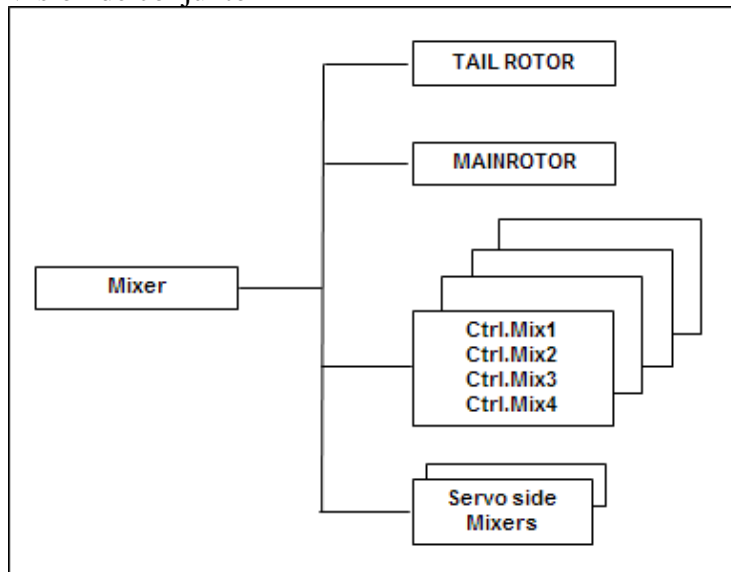 TAIL ROTOR
MAINROTOR
Mixer
Ctrl.Mix1
Ctrl.Mix2
Ctrl.Mix3
Ctrl.Mix4
Servo side
Mixers